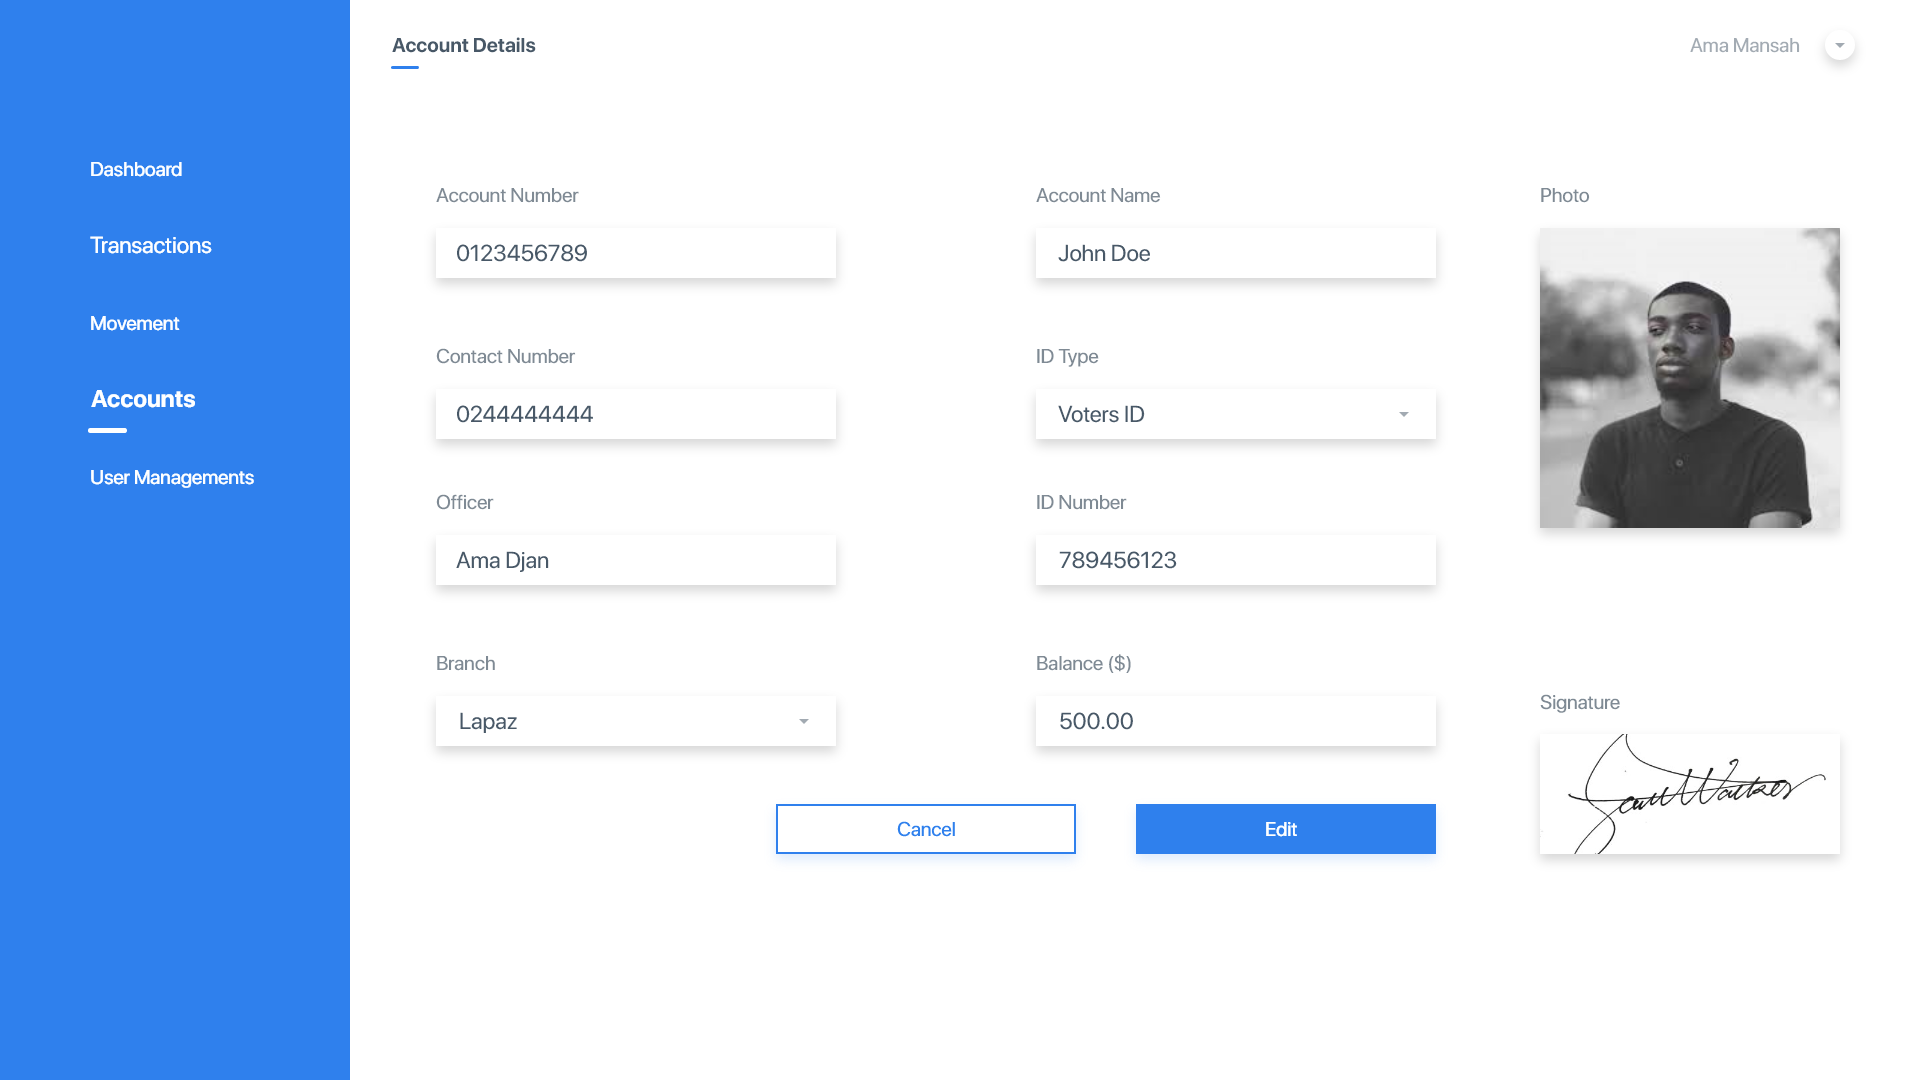 Account Details
Ama Mansah
Dashboard
Transactions
Movement
Accounts
User Managements
Account Number
0123456789
Account Name
John Doe
Photo
Contact Number
0244444444
ID Type
Voters ID
Officer
Ama Djan
ID Number
789456123
Branch
Lapaz
Balance ($)
500.00
Signature
Scott Walker
Cancel
Edit